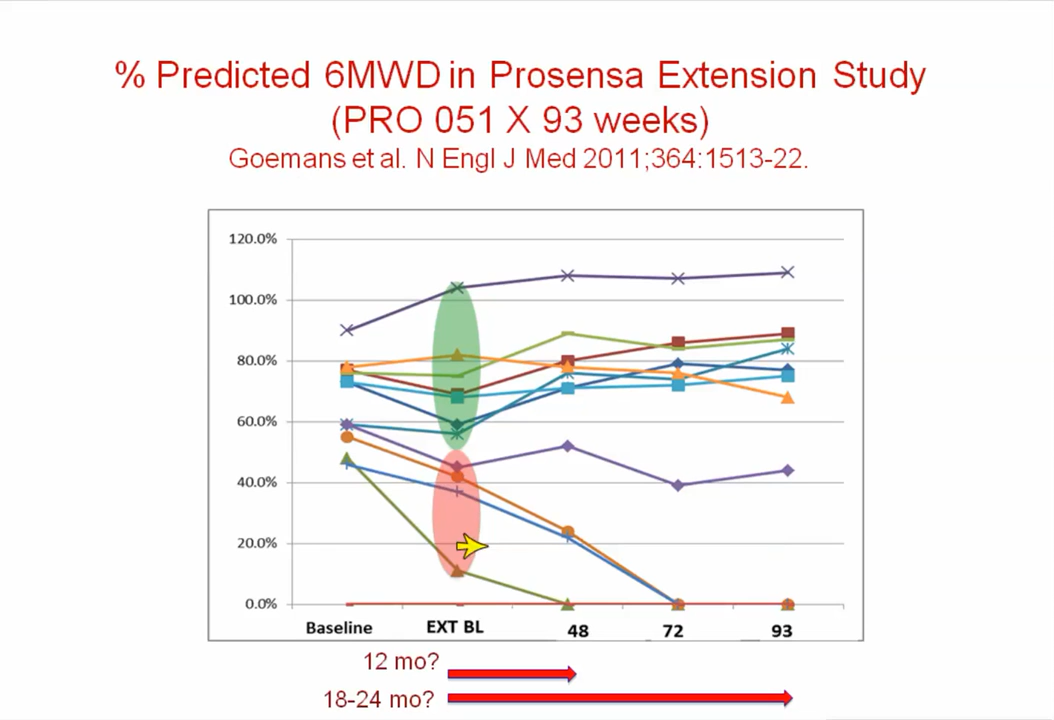 % Predicted 6MWD in Prosensa Extension Study
(PRO 051 X 93 weeks)
Goemans et al. N Engl J Med 2011;364:1513-22.
120.0%
100.0%
80.0%
60.0%
40.0%
20.0%
0.0%
Baseline EXT BL 48 72 93
12 mo?
18-24 mo?